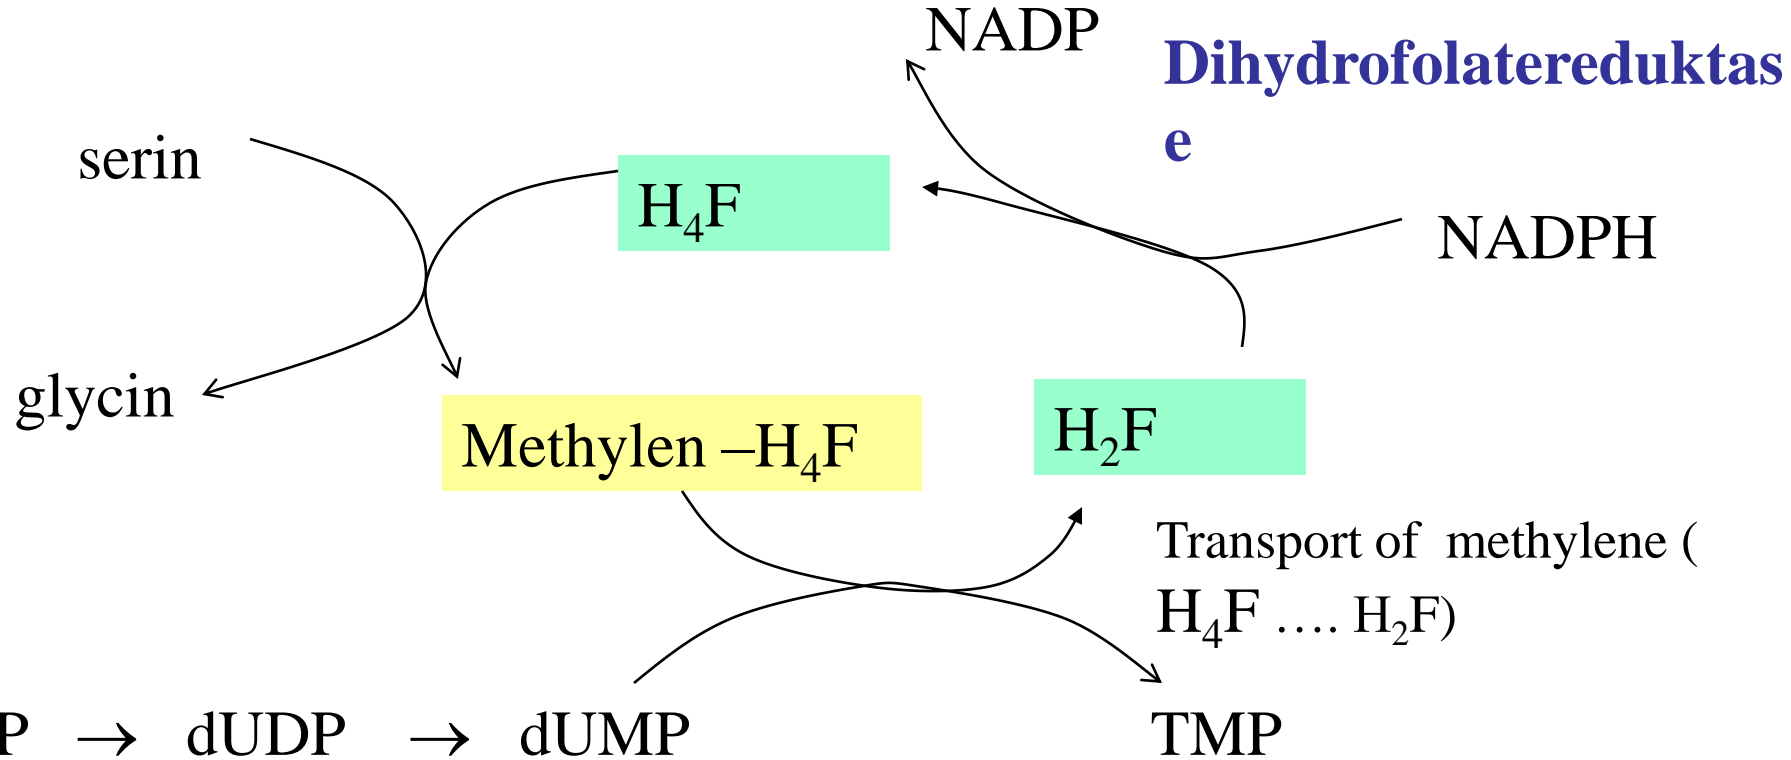 NADP
Dihydrofolatereduktas
e
serin
H₄F
NADPH
glycin
Methylen –H₄F
H₂F
Transport of methylene (
H₄F …. H₂F)
P → dUDP → dUMP
TMP